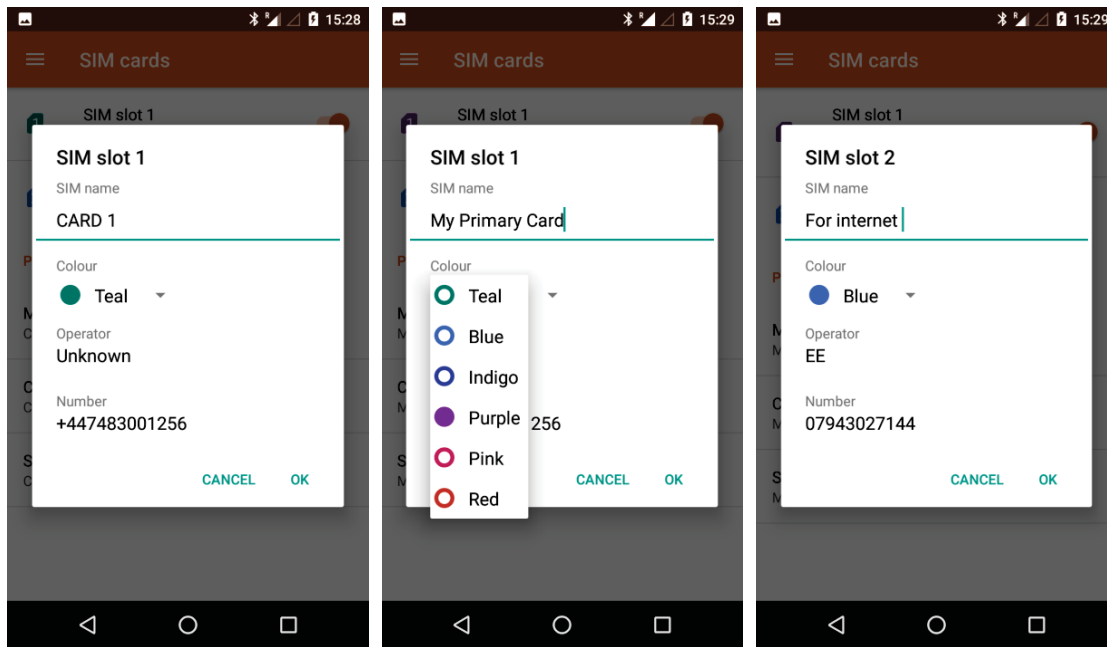 15:28
SIM cards
SIM slot 1
SIM slot 1
SIM name
CARD 1
Colour
Teal
Operator
Unknown
Number
+447483001256
CANCEL OK
15:29
SIM cards
SIM slot 1
SIM slot 1
SIM name
My Primary Card
Colour
Teal
Blue
Indigo
Purple 256
Pink
CANCEL OK
Red
15:29
SIM cards
SIM slot 1
SIM slot 2
SIM name
For internet
Colour
Blue
Operator
EE
Number
07943027144
CANCEL OK